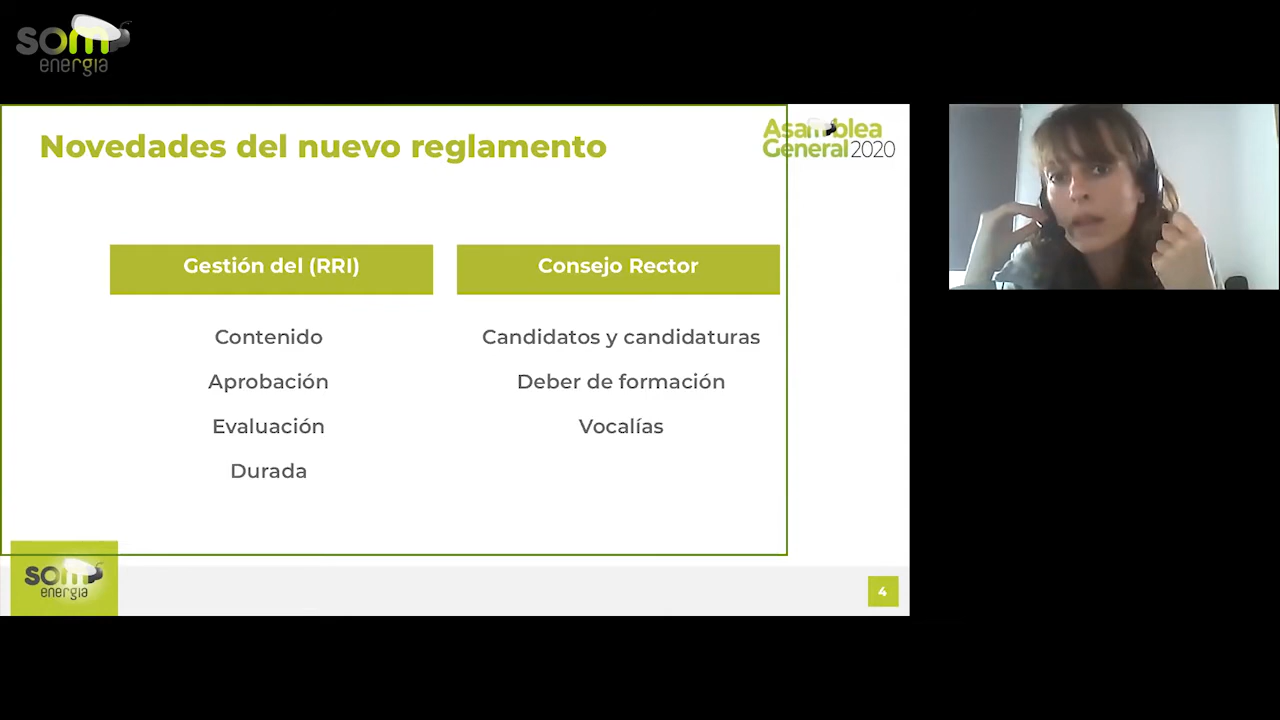 som
energia
Novedades del nuevo reglamento
Asamblea
General 2020
Gestión del (RRI)
Consejo Rector
Contenido
Candidatos y candidaturas
Aprobación
Deber de formación
Evaluación
Vocalías
Durada
som
energia
4